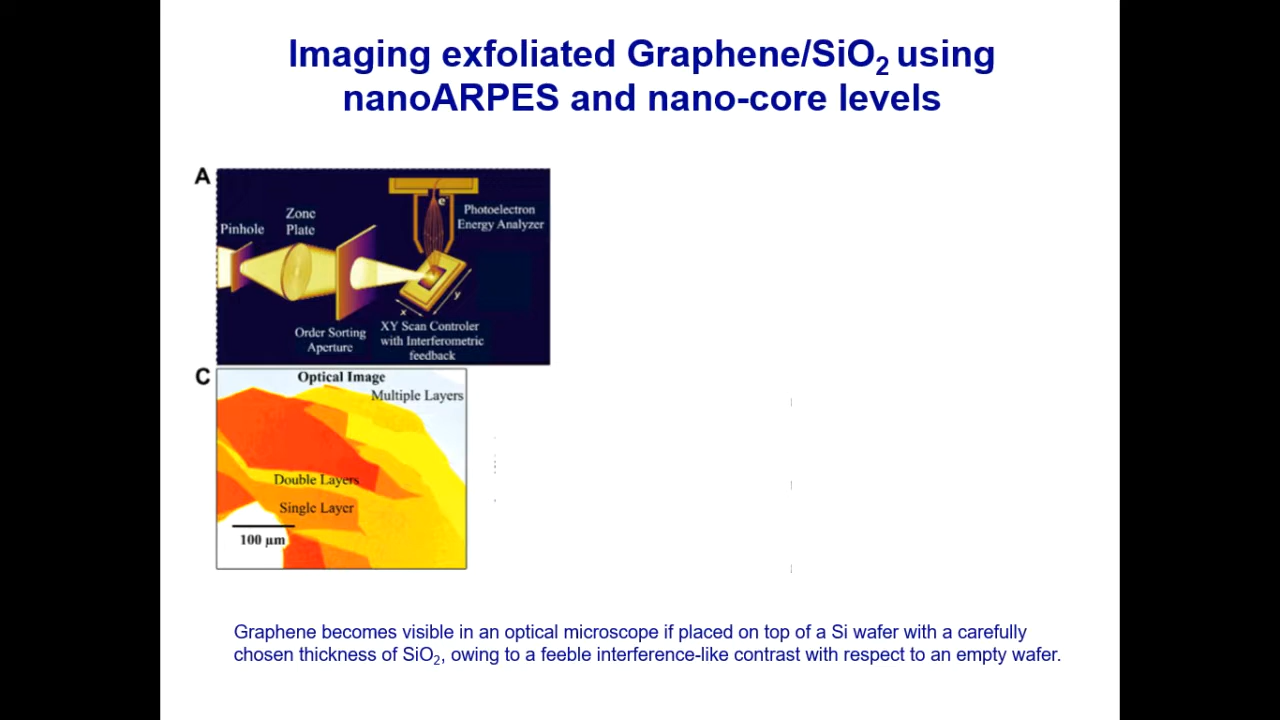 Imaging exfoliated Graphene/SiO₂ using
nanoARPES and nano-core levels
A
Pinhole
Zone
Plate
e⁻
Photoelectron
Energy Analyzer
x
y
Order Sorting
Aperture
XY Scan Controler
with Interferometric
feedback
C
Optical Image
Multiple Layers
Double Layers
Single Layer
100 µm
Graphene becomes visible in an optical microscope if placed on top of a Si wafer with a carefully
chosen thickness of SiO₂, owing to a feeble interference-like contrast with respect to an empty wafer.